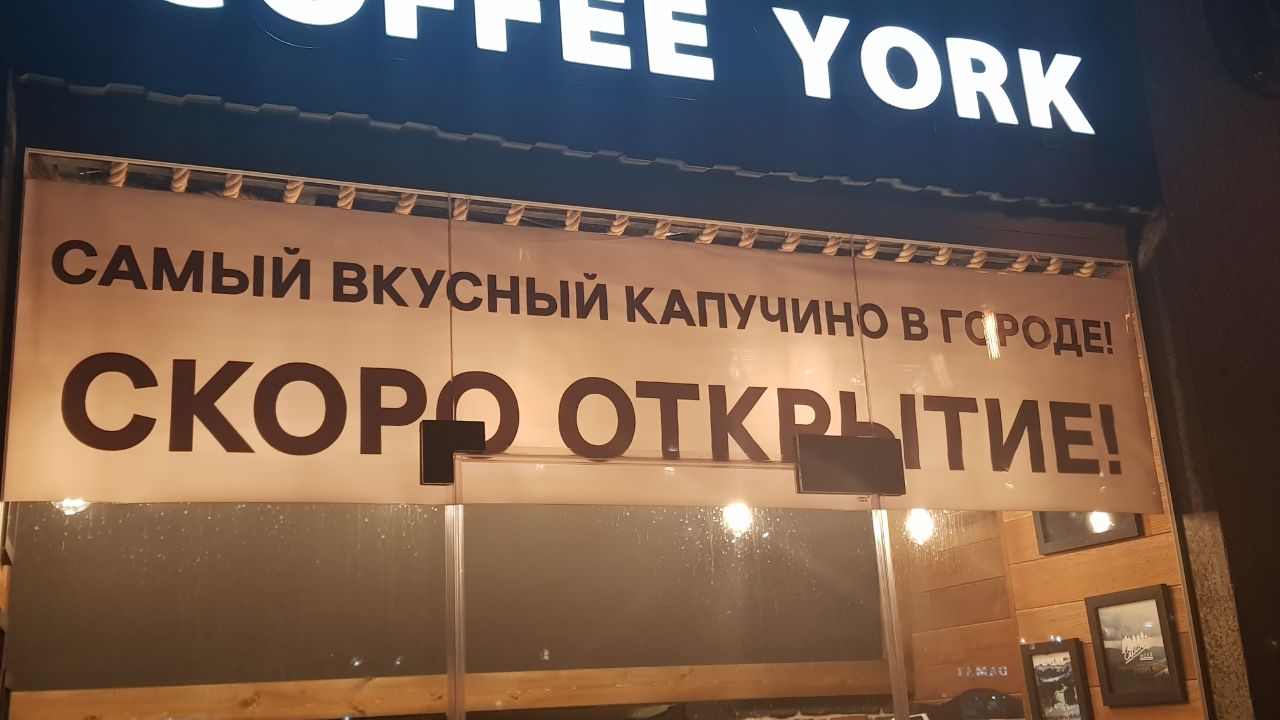 COFFEE YORK
САМЫЙ ВКУСНЫЙ КАПУЧИНО В ГОРОДЕ!
СКОРО ОТКРЫТИЕ!